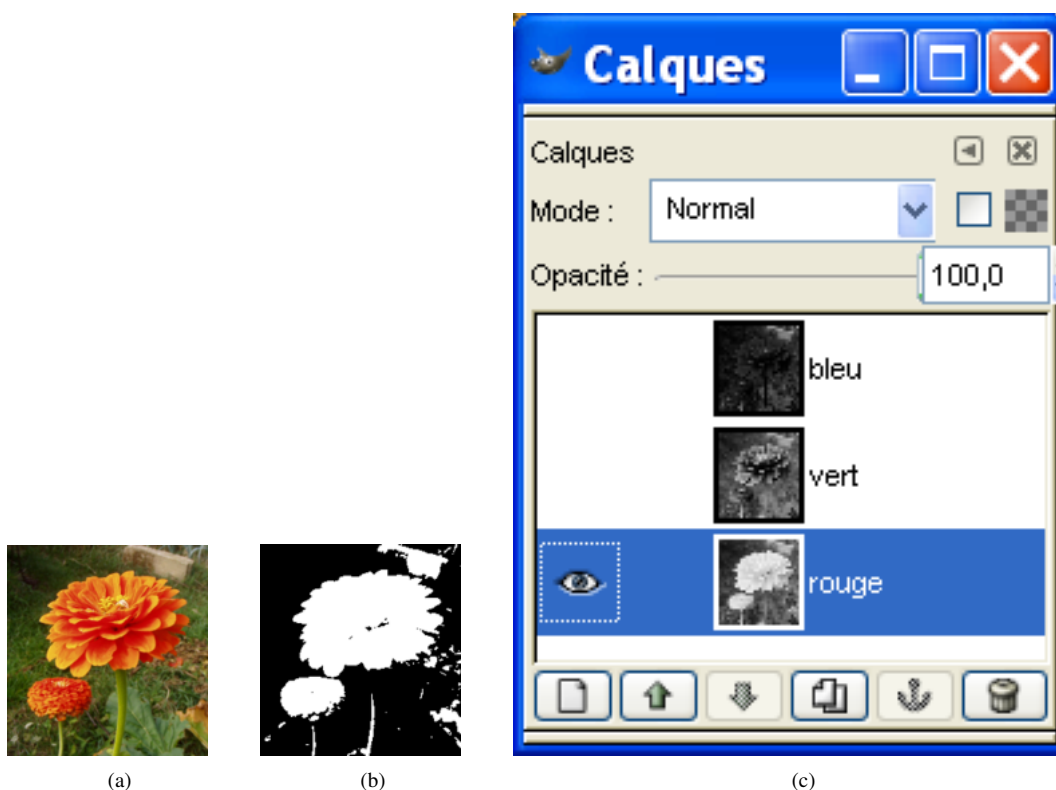 Calques
Calques
Mode : Normal
Opacité : 100,0
bleu
vert
rouge
(a) (b) (c)